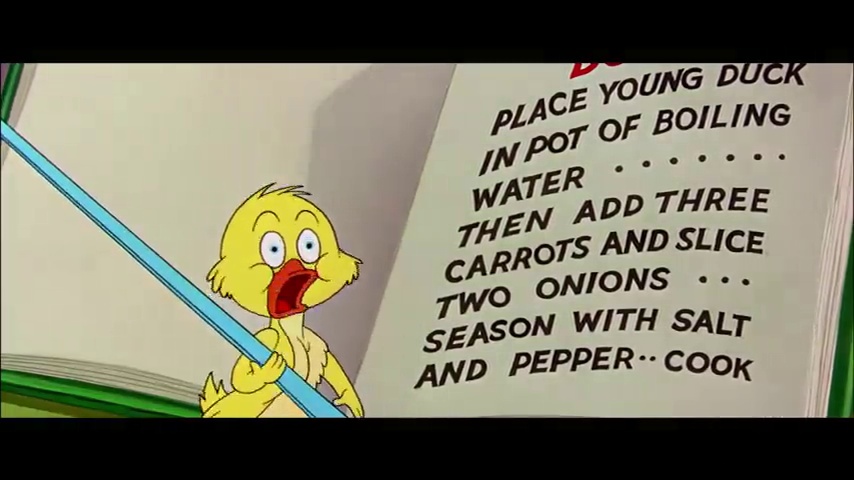 PLACE YOUNG DUCK
IN POT OF BOILING
WATER ........
THEN ADD THREE
CARROTS AND SLICE
TWO ONIONS ...
SEASON WITH SALT
AND PEPPER.. COOK